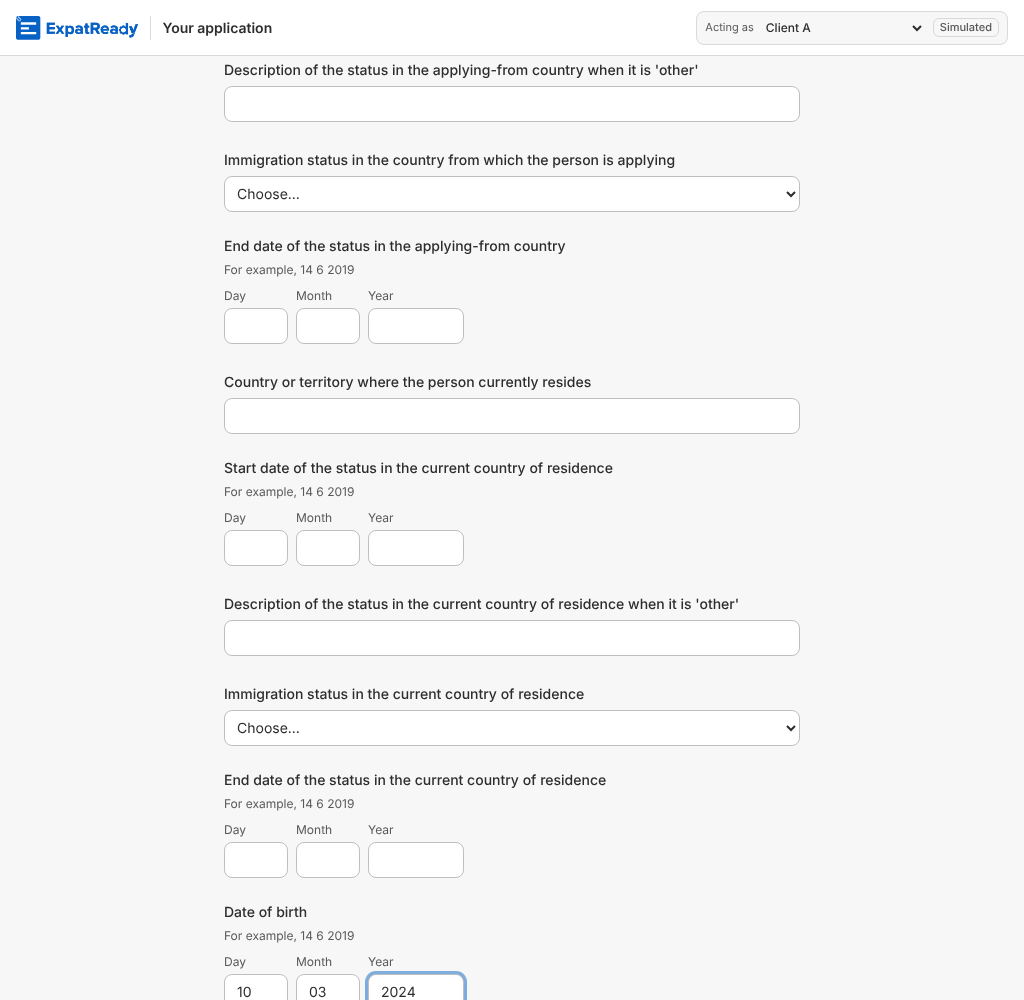 ExpatReady
Your application
Acting as Client A Simulated
Description of the status in the applying-from country when it is 'other'
Immigration status in the country from which the person is applying
Choose...
End date of the status in the applying-from country
For example, 14 6 2019
Day Month Year
Country or territory where the person currently resides
Start date of the status in the current country of residence
For example, 14 6 2019
Day Month Year
Description of the status in the current country of residence when it is 'other'
Immigration status in the current country of residence
Choose...
End date of the status in the current country of residence
For example, 14 6 2019
Day Month Year
Date of birth
For example, 14 6 2019
Day Month Year
10 03 2024